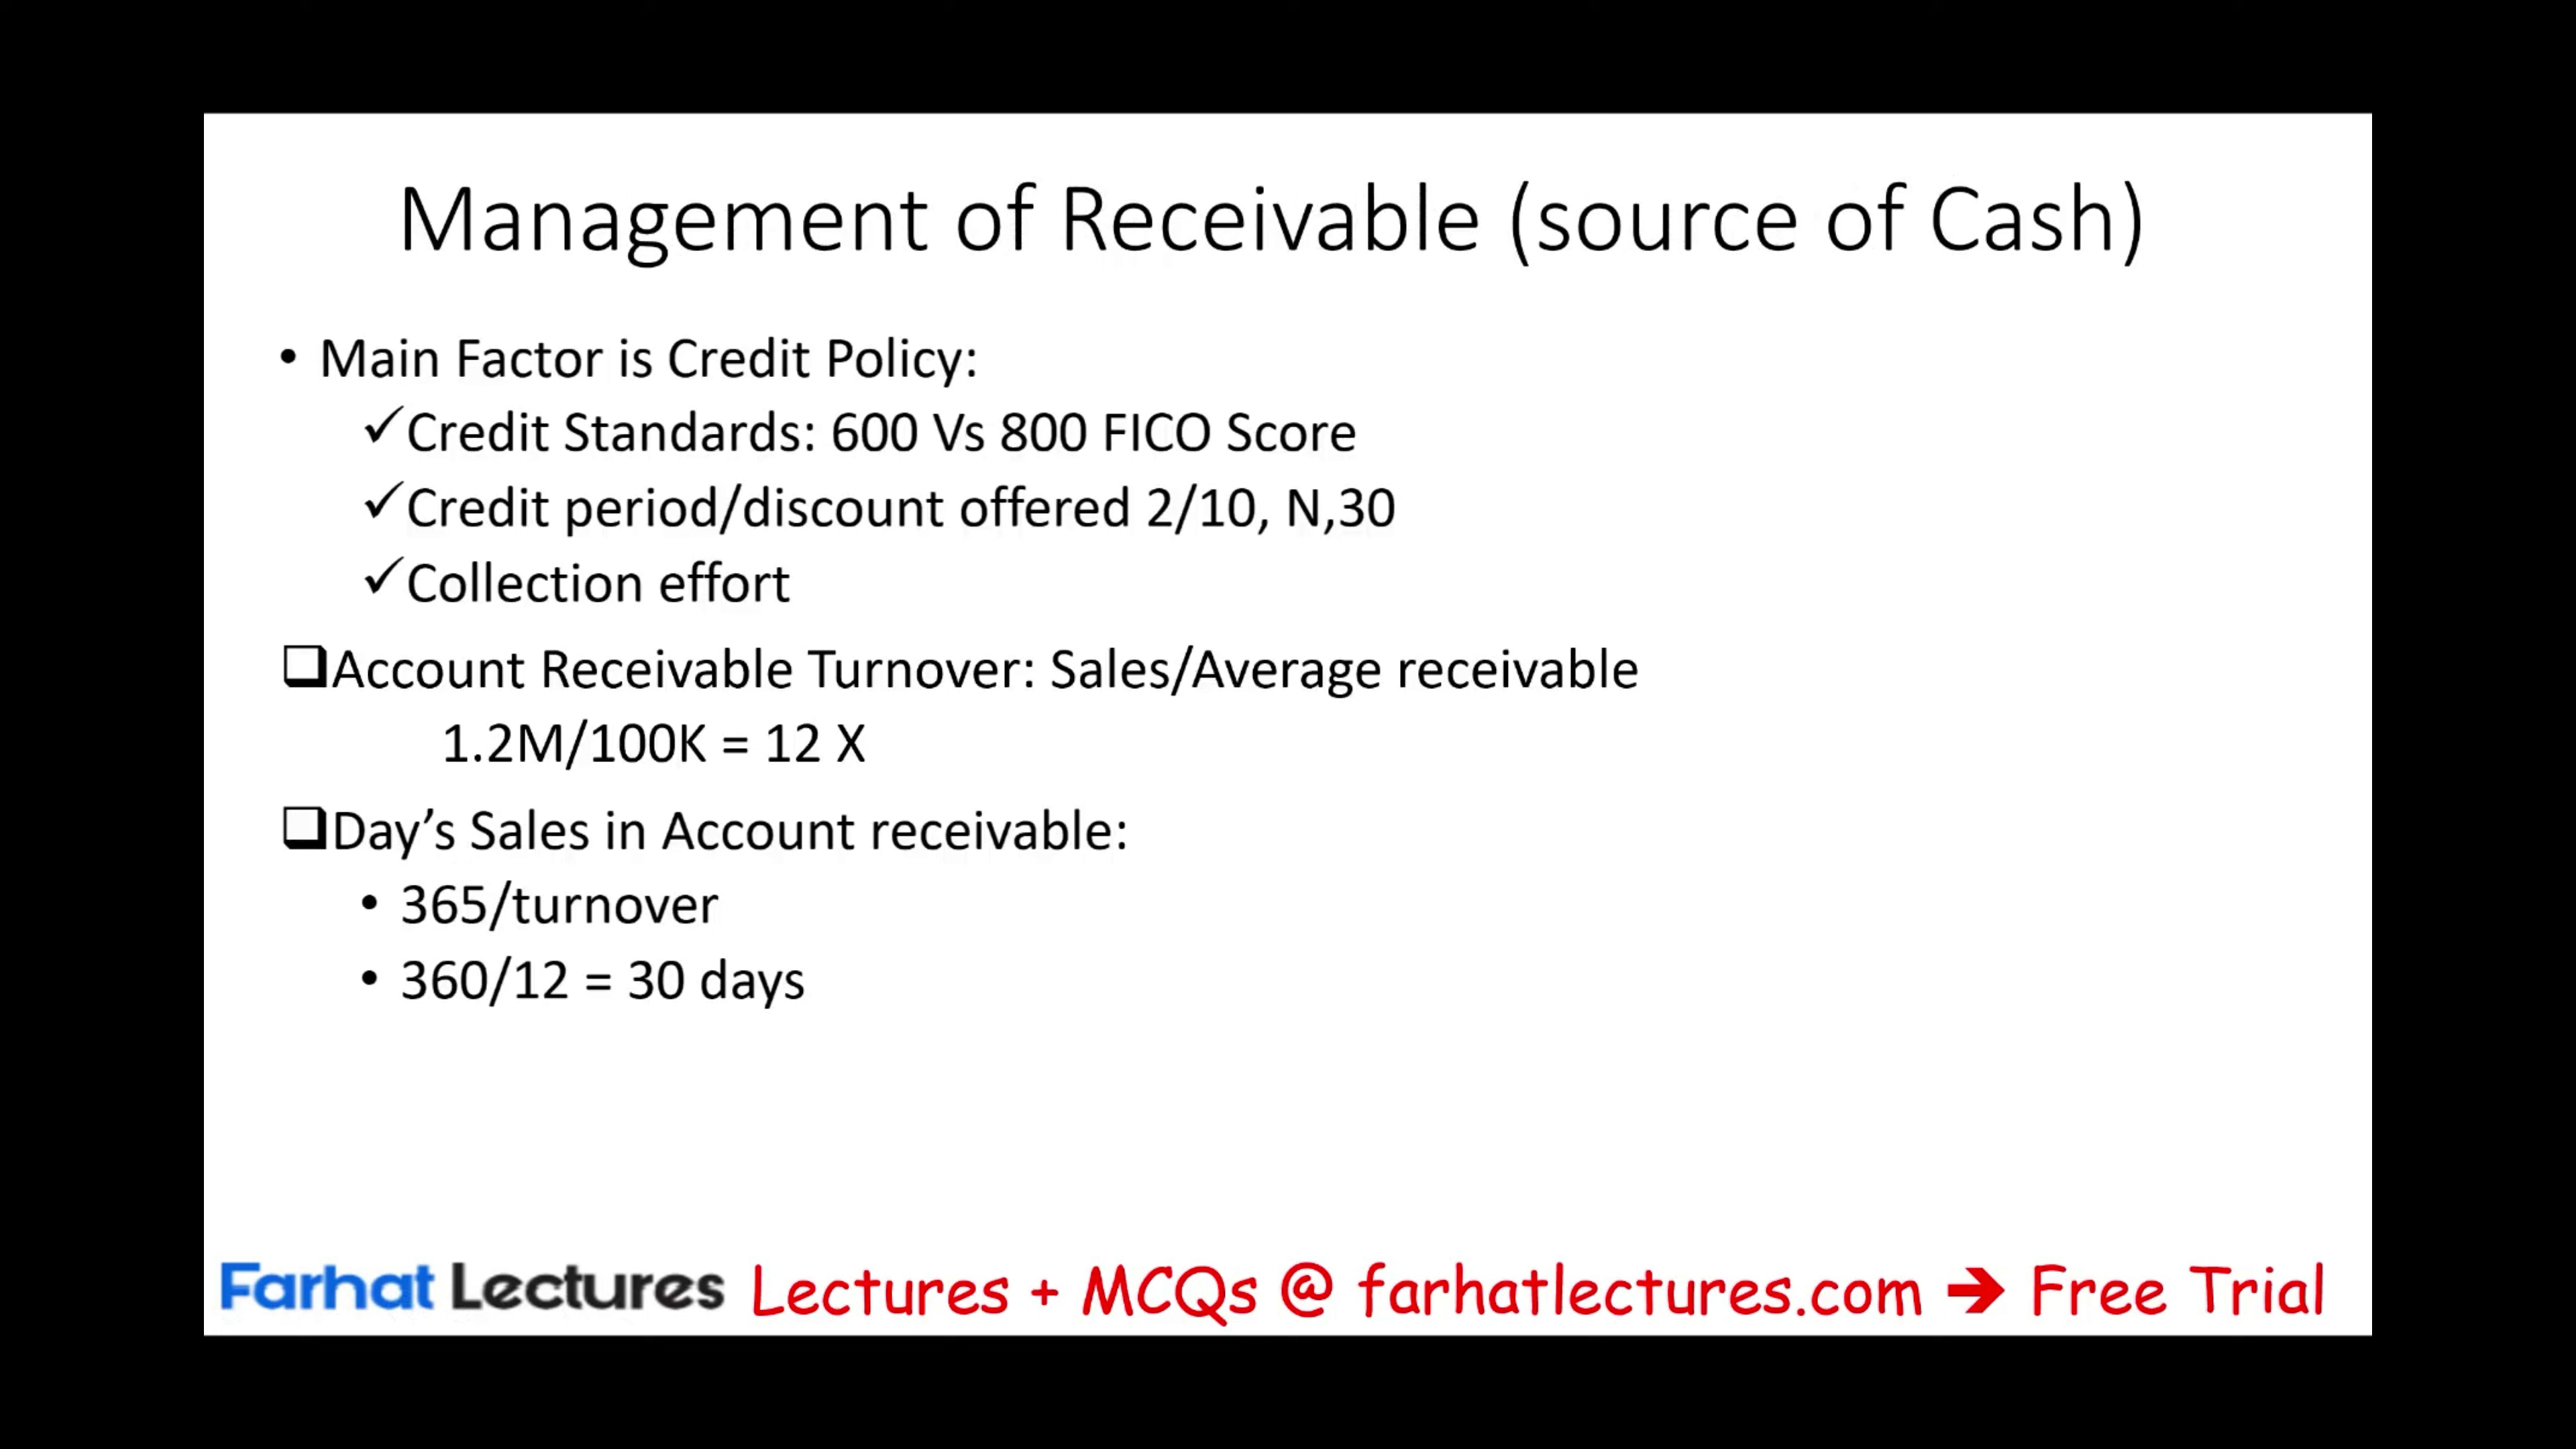 Management of Receivable (source of Cash)
• Main Factor is Credit Policy:
✓Credit Standards: 600 Vs 800 FICO Score
✓Credit period/discount offered 2/10, N,30
✓Collection effort
❑Account Receivable Turnover: Sales/Average receivable
1.2M/100K = 12 X
❑Day’s Sales in Account receivable:
• 365/turnover
• 360/12 = 30 days
Farhat Lectures Lectures + MCQs @ farhatlectures.com ➔ Free Trial